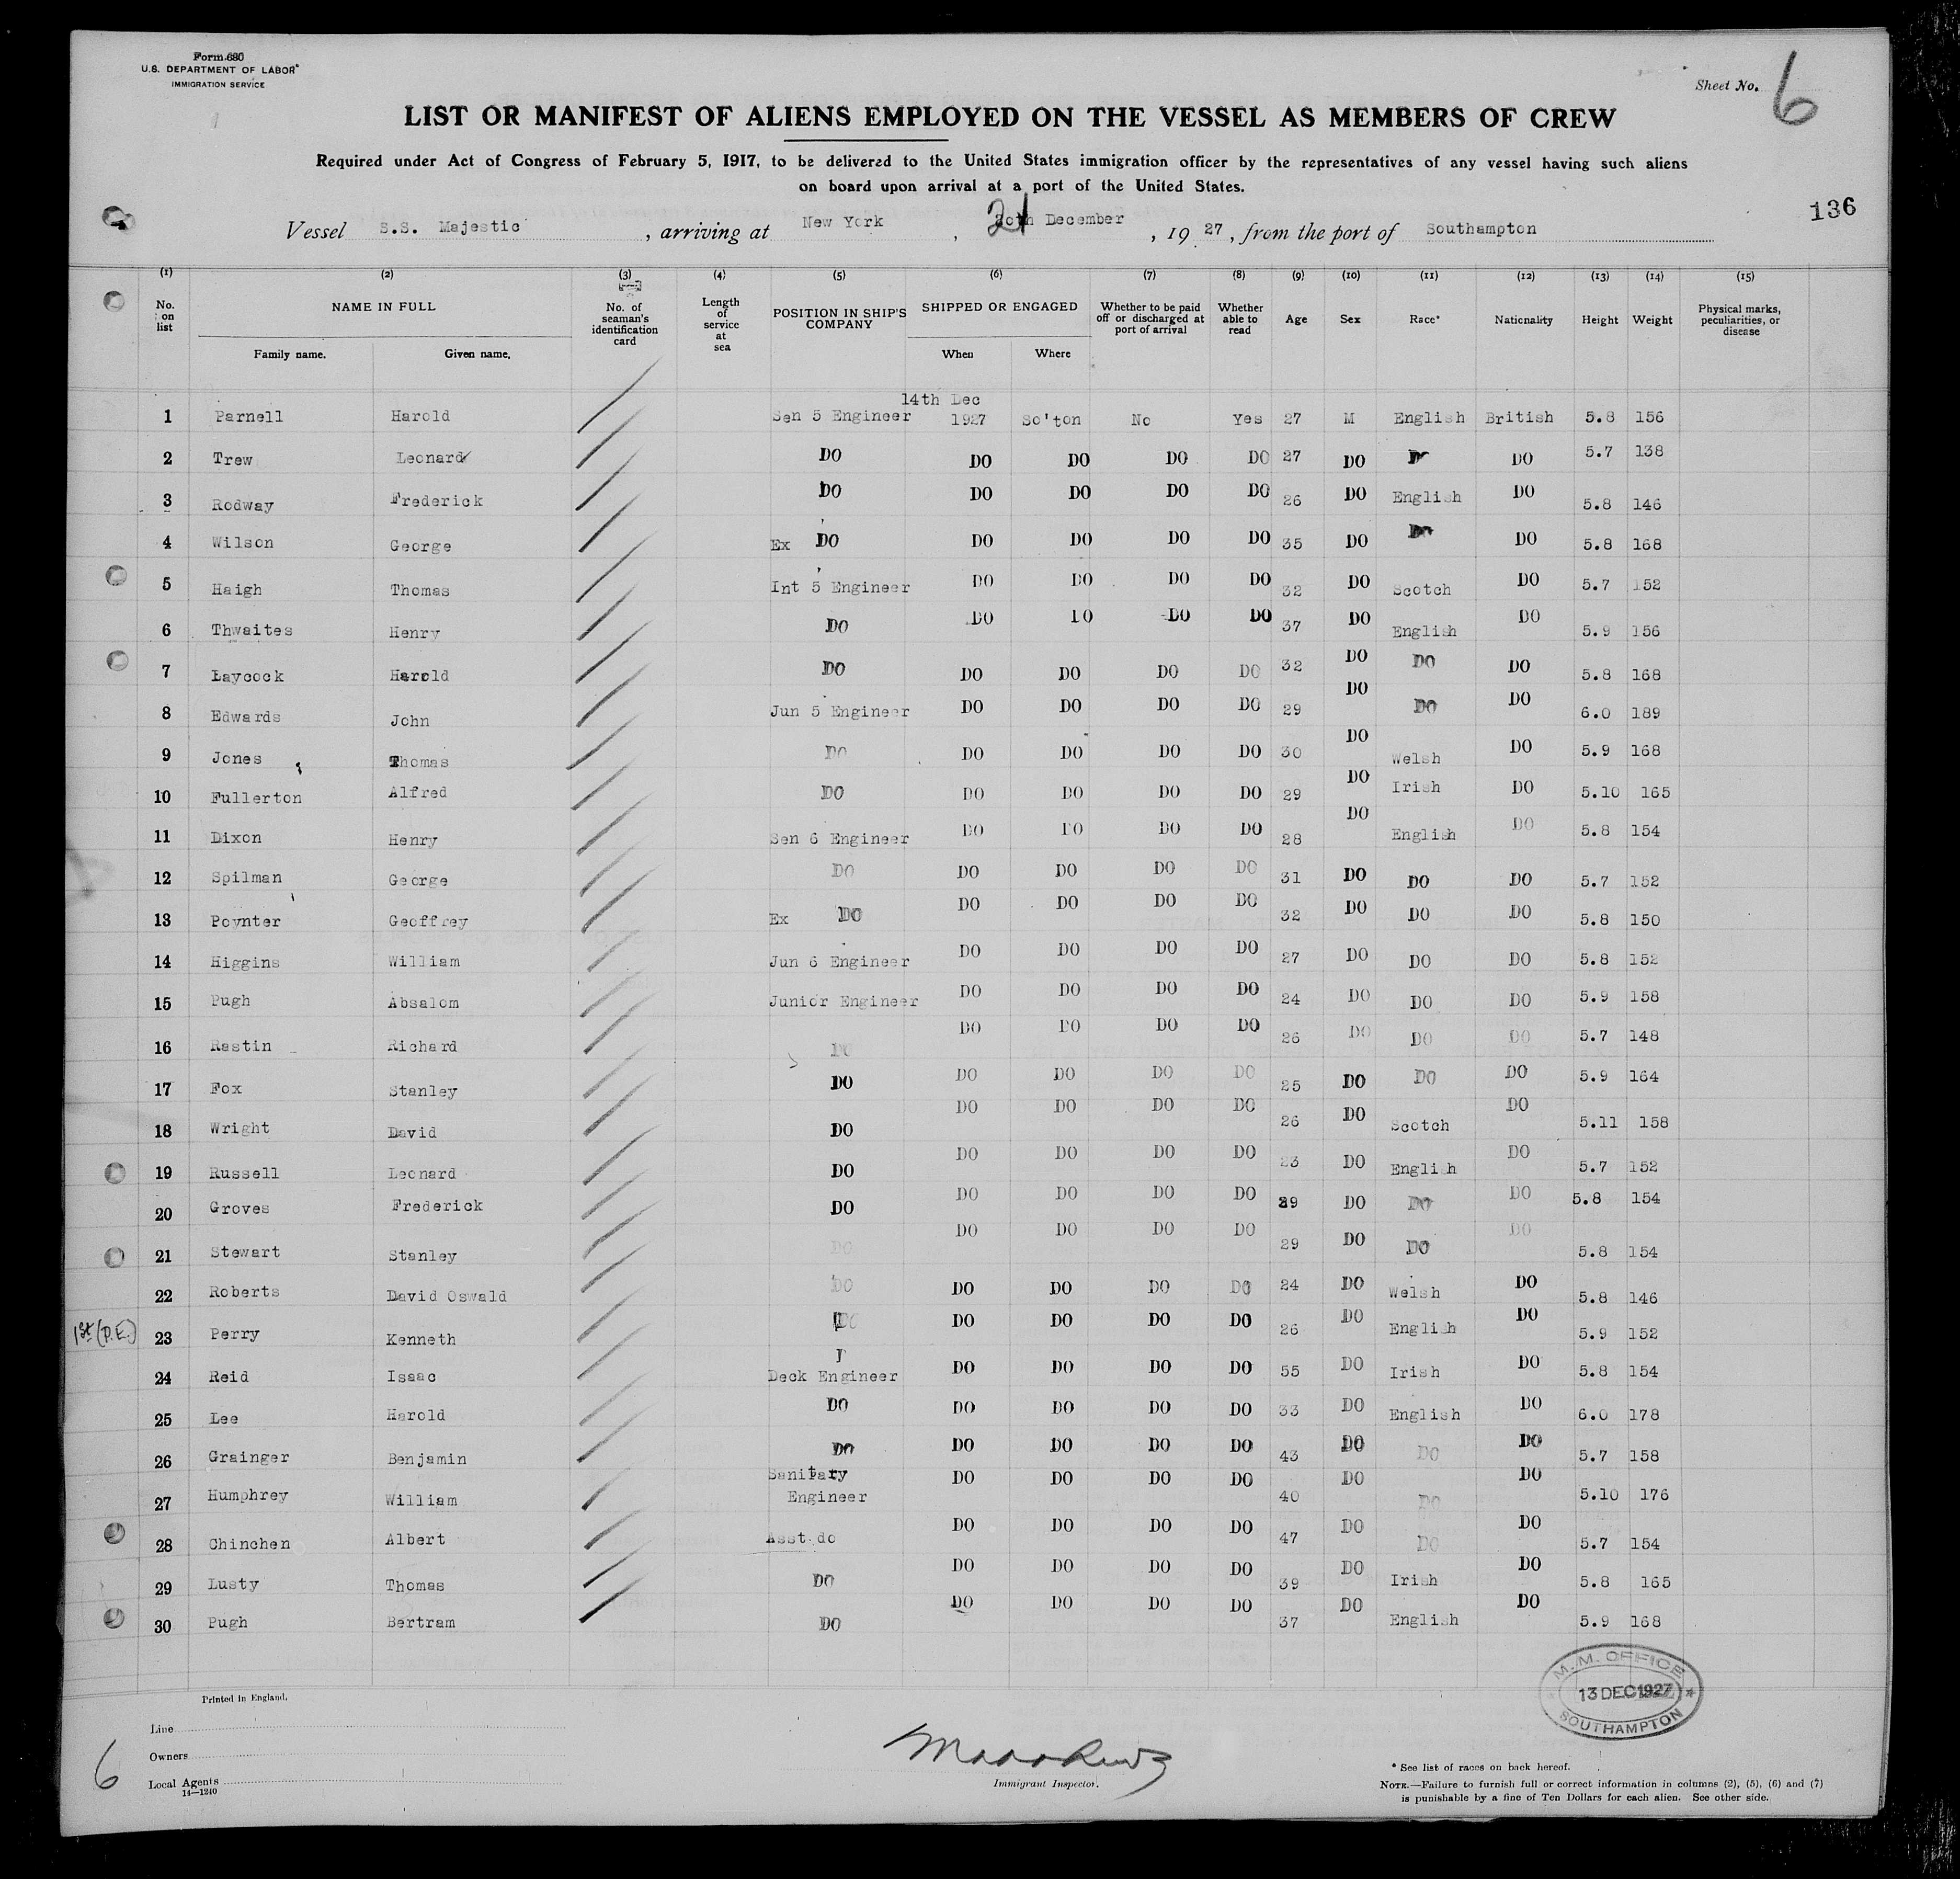 Form 680
U.S. DEPARTMENT OF LABOR
IMMIGRATION SERVICE
Sheet No. 6
LIST OR MANIFEST OF ALIENS EMPLOYED ON THE VESSEL AS MEMBERS OF CREW
Required under Act of Congress of February 5, 1917, to be delivered to the United States immigration officer by the representatives of any vessel having such aliens
on board upon arrival at a port of the United States.
136
Vessel S.S. Majestic , arriving at New York , 21 December , 19 27 , from the port of Southampton
(1) (2) (3) (4) (5) (6) (7) (8) (9) (10) (11) (12) (13) (14) (15)
No. on list NAME IN FULL Family name. Given name. No. of seaman's identification card Length of service at sea POSITION IN SHIP'S COMPANY SHIPPED OR ENGAGED When Where Whether to be paid off or discharged at port of arrival Whether able to read Age Sex Race* Nationality Height Weight Physical marks, peculiarities, or disease
1 Parnell Harold Sen 5 Engineer 14th Dec 1927 So'ton No Yes 27 M English British 5.8 156
2 Trew Leonard DO DO DO DO DO 27 DO Do DO 5.7 138
3 Rodway Frederick DO DO DO DO DO 26 DO English DO 5.8 146
4 Wilson George Ex DO DO DO DO DO 35 DO Do DO 5.8 168
5 Haigh Thomas Int 5 Engineer DO DO DO DO 32 DO Scotch DO 5.7 152
6 Thwaites Henry DO DO DO DO DO 37 DO English DO 5.9 156
7 Laycock Harold DO DO DO DO DO 32 DO DO DO 5.8 168
8 Edwards John Jun 5 Engineer DO DO DO DO 29 DO DO DO 6.0 189
9 Jones Thomas DO DO DO DO DO 30 DO Welsh DO 5.9 168
10 Fullerton Alfred DO DO DO DO DO 29 DO Irish DO 5.10 165
11 Dixon Henry Sen 6 Engineer DO DO DO DO 28 DO English DO 5.8 154
12 Spilman George DO DO DO DO DO 31 DO DO DO 5.7 152
13 Poynter Geoffrey Ex DO DO DO DO DO 32 DO DO DO 5.8 150
14 Higgins William Jun 6 Engineer DO DO DO DO 27 DO DO DO 5.8 152
15 Pugh Absalom Junior Engineer DO DO DO DO 24 DO DO DO 5.9 158
16 Rastin Richard DO DO DO DO DO 26 DO DO DO 5.7 148
17 Fox Stanley DO DO DO DO DO 25 DO DO DO 5.9 164
18 Wright David DO DO DO DO DO 26 DO Scotch DO 5.11 158
19 Russell Leonard DO DO DO DO DO 23 DO English DO 5.7 152
20 Groves Frederick DO DO DO DO DO 29 DO DO DO 5.8 154
21 Stewart Stanley DO DO DO DO DO 29 DO DO DO 5.8 154
22 Roberts David Oswald DO DO DO DO DO 24 DO Welsh DO 5.8 146
1st (P.E.) 23 Perry Kenneth DO DO DO DO DO 26 DO English DO 5.9 152
24 Reid Isaac Deck Engineer DO DO DO DO 55 DO Irish DO 5.8 154
25 Lee Harold DO DO DO DO DO 33 DO English DO 6.0 178
26 Grainger Benjamin DO DO DO DO DO 43 DO DO DO 5.7 158
27 Humphrey William Sanitary Engineer DO DO DO DO 40 DO DO DO 5.10 176
28 Chinchen Albert Asst do DO DO DO DO 47 DO DO DO 5.7 154
29 Lusty Thomas DO DO DO DO DO 39 DO Irish DO 5.8 165
30 Pugh Bertram DO DO DO DO DO 37 DO English DO 5.9 168
M.M. OFFICE
13 DEC 1927
SOUTHAMPTON
Printed in England.
Line
Owners
Local Agents
14—1240
6
Immigrant Inspector.
* See list of races on back hereof.
NOTE.—Failure to furnish full or correct information in columns (2), (5), (6) and (7)
is punishable by a fine of Ten Dollars for each alien. See other side.